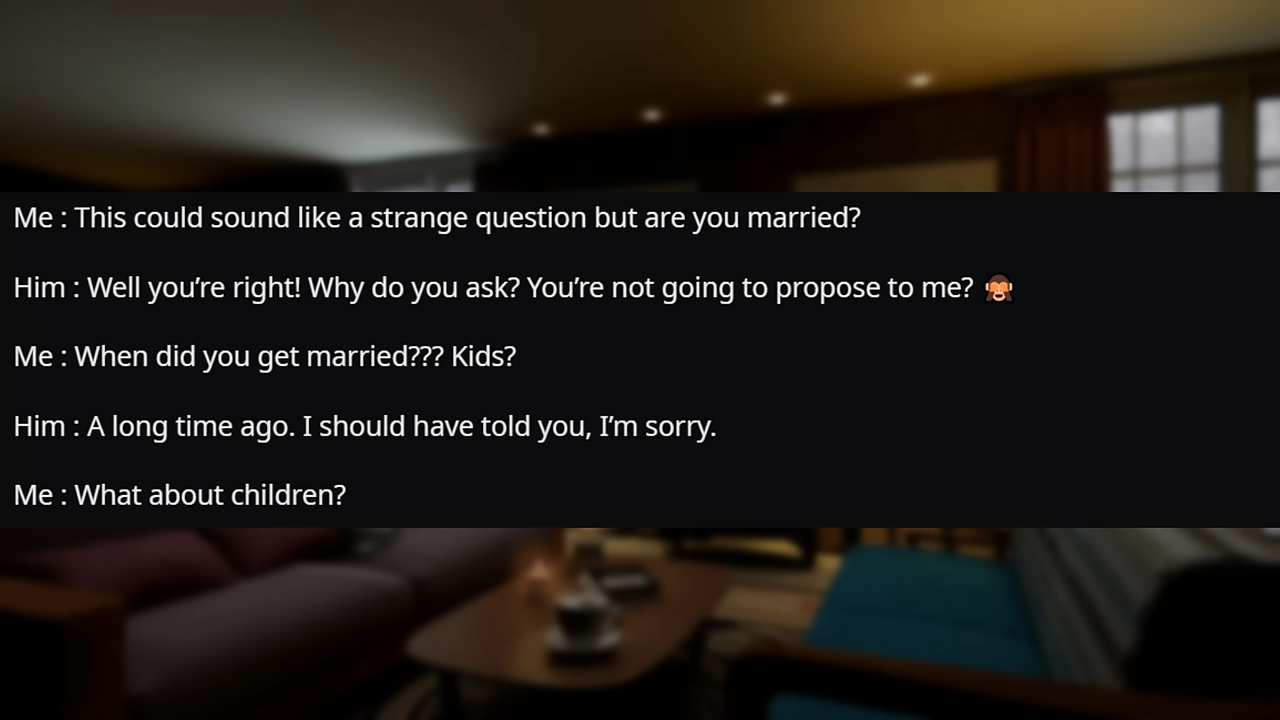 Me : This could sound like a strange question but are you married?
Him : Well you’re right! Why do you ask? You’re not going to propose to me? 🙈
Me : When did you get married??? Kids?
Him : A long time ago. I should have told you, I’m sorry.
Me : What about children?